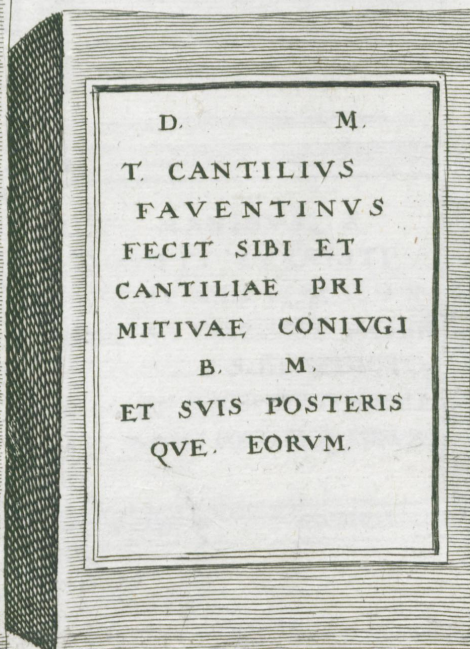 D. M.
T. CANTILIVS
FAVENTINVS
FECIT SIBI ET
CANTILIAE PRI
MITIVAE CONIVGI
B. M.
ET SVIS POSTERIS
QVE. EORVM.